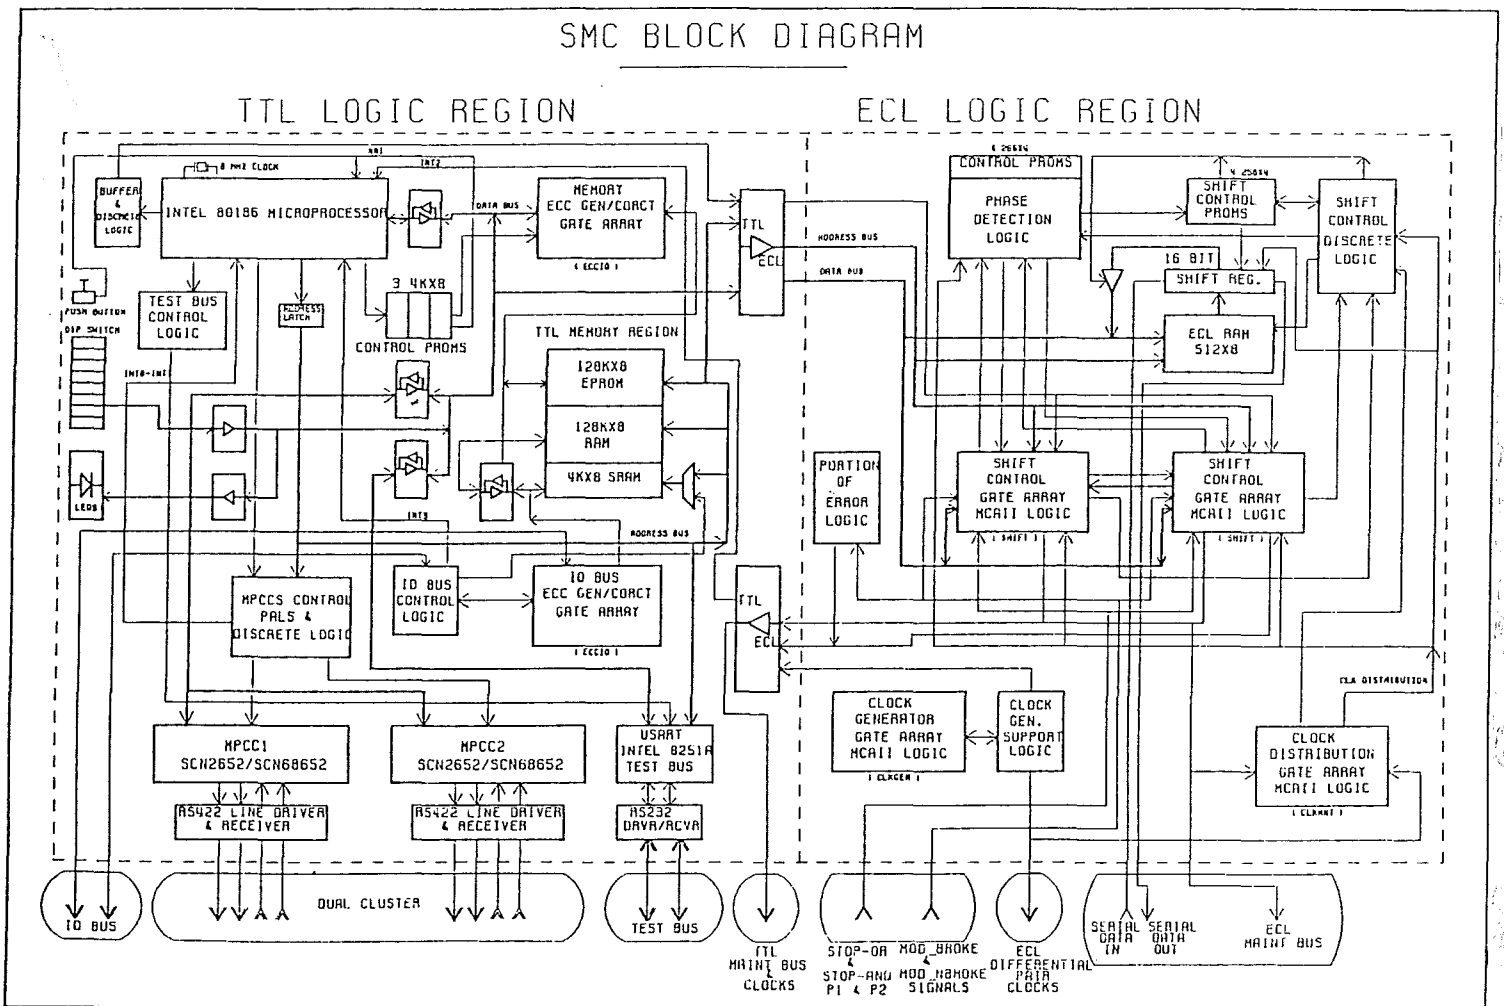 SMC BLOCK DIAGRAM
TTL LOGIC REGION
ECL LOGIC REGION
BUFFER
&
DISCRETE
LOGIC
8 MHZ CLOCK
INTEL 80186 MICROPROCESSOR
INT2
DATA BUS
MEMORY
ECC GEN/CORCT
GATE ARRAY
( ECCIO )
TTL
ECL
ADDRESS BUS
DATA BUS
CONTROL PROMS
PHASE
DETECTION
LOGIC
4 256X4
SHIFT
CONTROL
PROMS
SHIFT
CONTROL
DISCRETE
LOGIC
16 BIT
SHIFT REG.
ECL RAM
512X8
PUSH BUTTON
DIP SWITCH
TEST BUS
CONTROL
LOGIC
ADDRESS
LATCH
3 4KX8
CONTROL PROMS
TTL MEMORY REGION
128KX8
EPROM
128KX8
RAM
4KX8 SRAM
LEDS
INT3
ADDRESS BUS
PORTION
OF
ERROR
LOGIC
SHIFT
CONTROL
GATE ARRAY
MCAII LOGIC
( SHIFT )
SHIFT
CONTROL
GATE ARRAY
MCAII LOGIC
( SHIFT )
MPCCS CONTROL
PALS &
DISCRETE LOGIC
IO BUS
CONTROL
LOGIC
IO BUS
ECC GEN/CORCT
GATE ARRAY
( ECCIO )
TTL
ECL
CLOCK
GENERATOR
GATE ARRAY
MCAII LOGIC
( CLKGEN )
CLOCK
GEN.
SUPPORT
LOGIC
CLK DISTRIBUTION
CLOCK
DISTRIBUTION
GATE ARRAY
MCAII LOGIC
MPCC1
SCN2652/SCN68652
MPCC2
SCN2652/SCN68652
USART
INTEL 8251A
TEST BUS
RS422 LINE DRIVER
& RECEIVER
RS422 LINE DRIVER
& RECEIVER
RS232
DRVR/RCVR
IO BUS
DUAL CLUSTER
TEST BUS
TTL
MAINT BUS
&
CLOCKS
STOP-OR
&
STOP-AND
P1 & P2
MOD_BROKE
&
MOD_NBROKE
SIGNALS
ECL
DIFFERENTIAL
PAIR
CLOCKS
SERIAL
DATA
IN
SERIAL
DATA
OUT
ECL
MAINT BUS